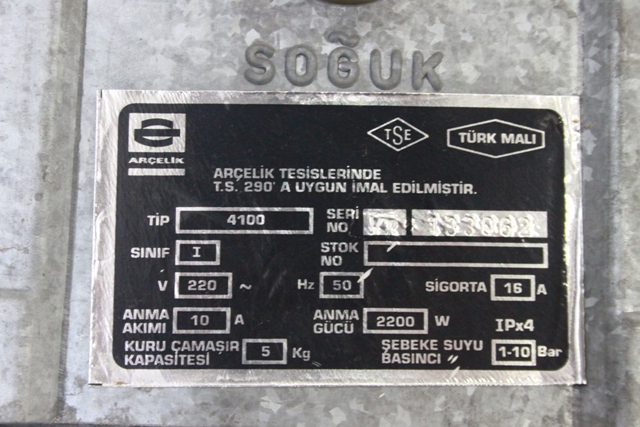 SOĞUK
ARÇELİK
TSE
TÜRK MALI
ARÇELİK TESİSLERİNDE
T.S. 290' A UYGUN İMAL EDİLMİŞTİR.
TİP 4100 SERİ NO
SINIF I STOK NO
V 220 ~ Hz 50 SİGORTA 16 A
ANMA AKIMI 10 A ANMA GÜCÜ 2200 W IPx4
KURU ÇAMAŞIR KAPASİTESİ 5 Kg ŞEBEKE SUYU BASINCI 1-10 Bar